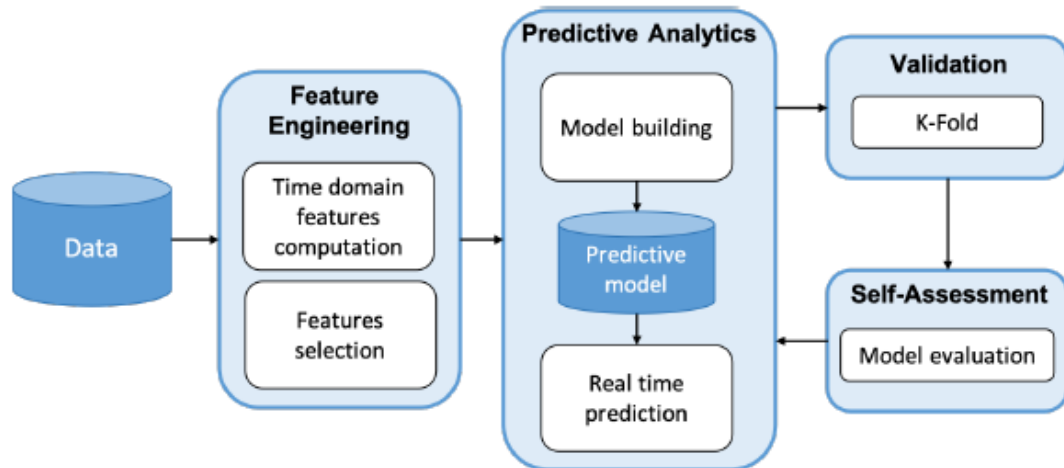 Data
Feature
Engineering
Time domain
features
computation
Features
selection
Predictive Analytics
Model building
Predictive
model
Real time
prediction
Validation
K-Fold
Self-Assessment
Model evaluation